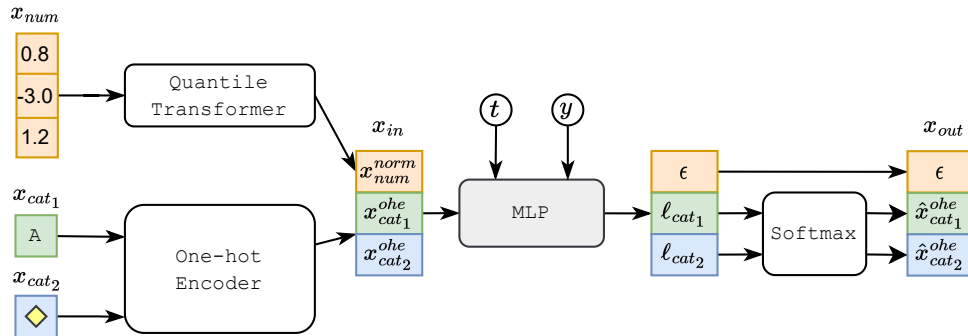 x_num
0.8
-3.0
1.2
Quantile
Transformer
x_cat₁
A
x_cat₂
One-hot
Encoder
x_in
x_num^norm
x_cat₁^ohe
x_cat₂^ohe
t
y
MLP
ϵ
ℓ_cat₁
ℓ_cat₂
Softmax
x_out
ϵ
x̂_cat₁^ohe
x̂_cat₂^ohe